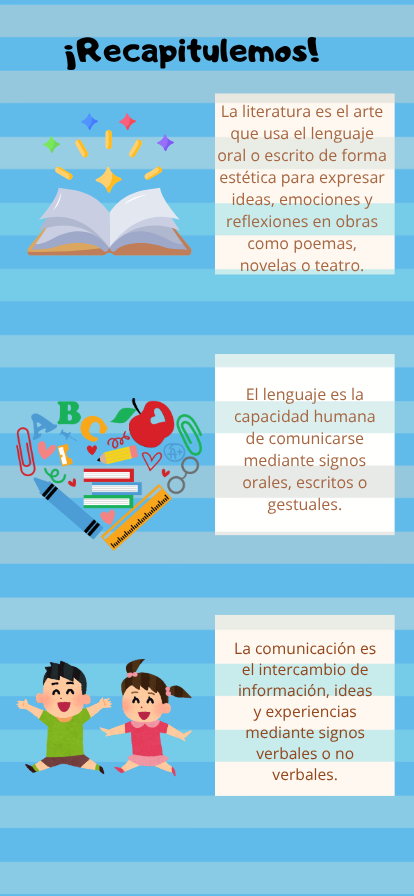 ¡Recapitulemos!
La literatura es el arte
que usa el lenguaje
oral o escrito de forma
estética para expresar
ideas, emociones y
reflexiones en obras
como poemas,
novelas o teatro.
A B C
A+
El lenguaje es la
capacidad humana
de comunicarse
mediante signos
orales, escritos o
gestuales.
La comunicación es
el intercambio de
información, ideas
y experiencias
mediante signos
verbales o no
verbales.